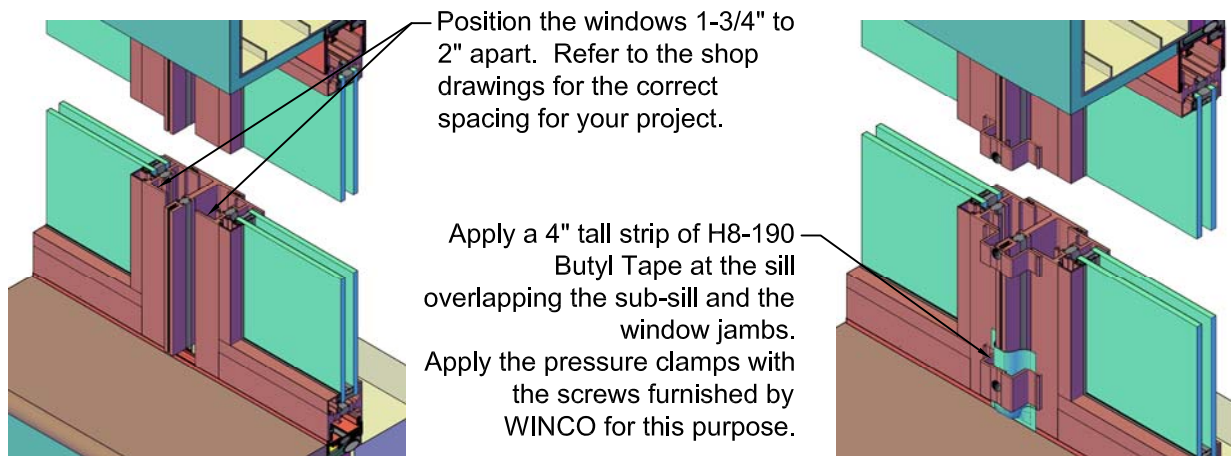 Position the windows 1-3/4" to
2" apart.  Refer to the shop
drawings for the correct
spacing for your project.
Apply a 4" tall strip of H8-190
Butyl Tape at the sill
overlapping the sub-sill and the
window jambs.
Apply the pressure clamps with
the screws furnished by
WINCO for this purpose.